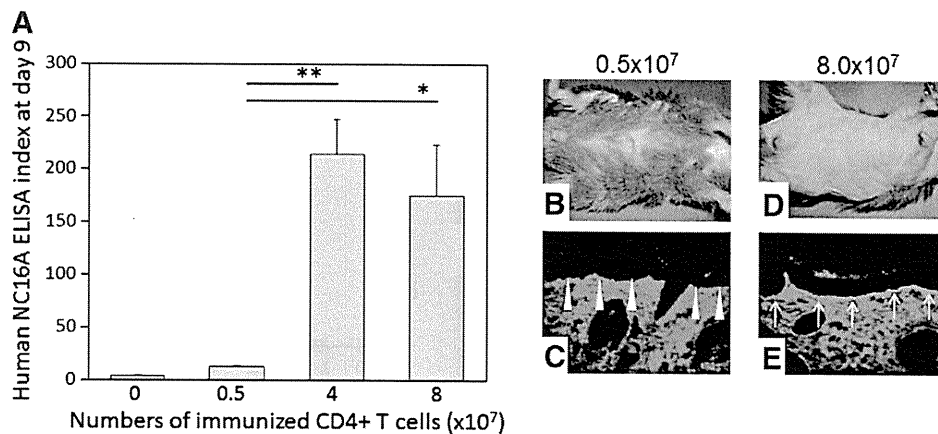 A
Human NC16A ELISA index at day 9
300
250
200
150
100
50
0
**
*
0 0.5 4 8
Numbers of immunized CD4+ T cells (x10⁷)
0.5x10⁷
8.0x10⁷
B
D
C
E